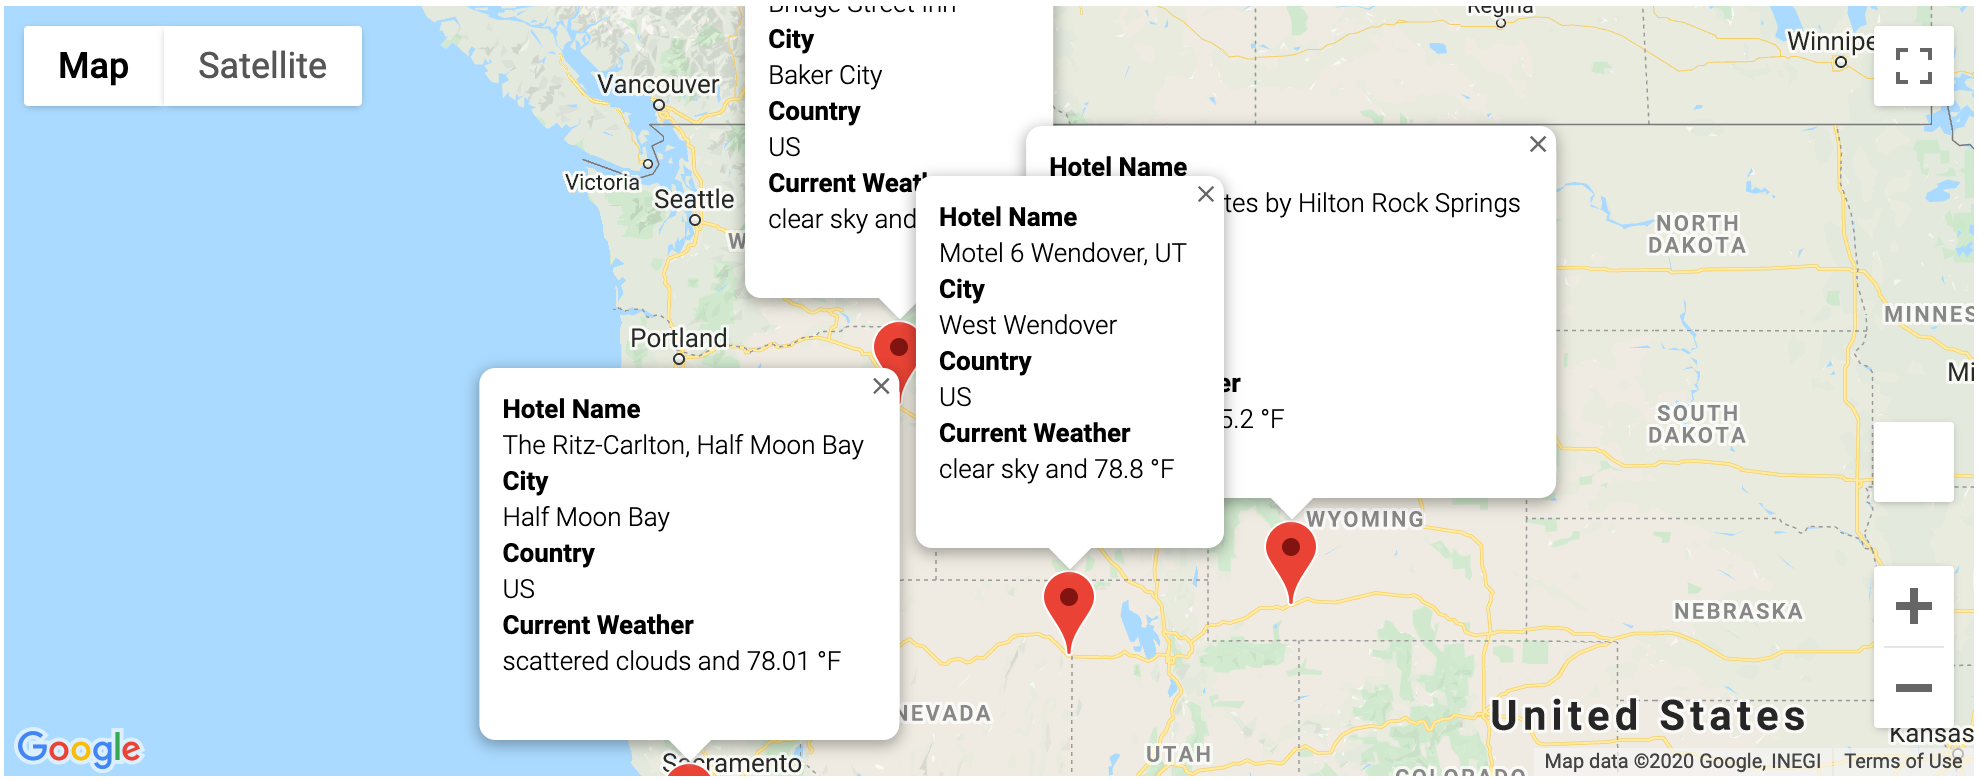 Map
Satellite
Bridge Street Inn
City
Baker City
Country
US
Current Weat
clear sky and
Hotel Name
tes by Hilton Rock Springs
er
5.2 °F
Hotel Name
Motel 6 Wendover, UT
City
West Wendover
Country
US
Current Weather
clear sky and 78.8 °F
Hotel Name
The Ritz-Carlton, Half Moon Bay
City
Half Moon Bay
Country
US
Current Weather
scattered clouds and 78.01 °F
Regina
Winnipe
Vancouver
Victoria
Seattle
W
Portland
NORTH
DAKOTA
MINNES
Mi
SOUTH
DAKOTA
WYOMING
NEBRASKA
NEVADA
United States
Kansas
UTAH
Sacramento
COLORADO
Google
Map data ©2020 Google, INEGI
Terms of Use